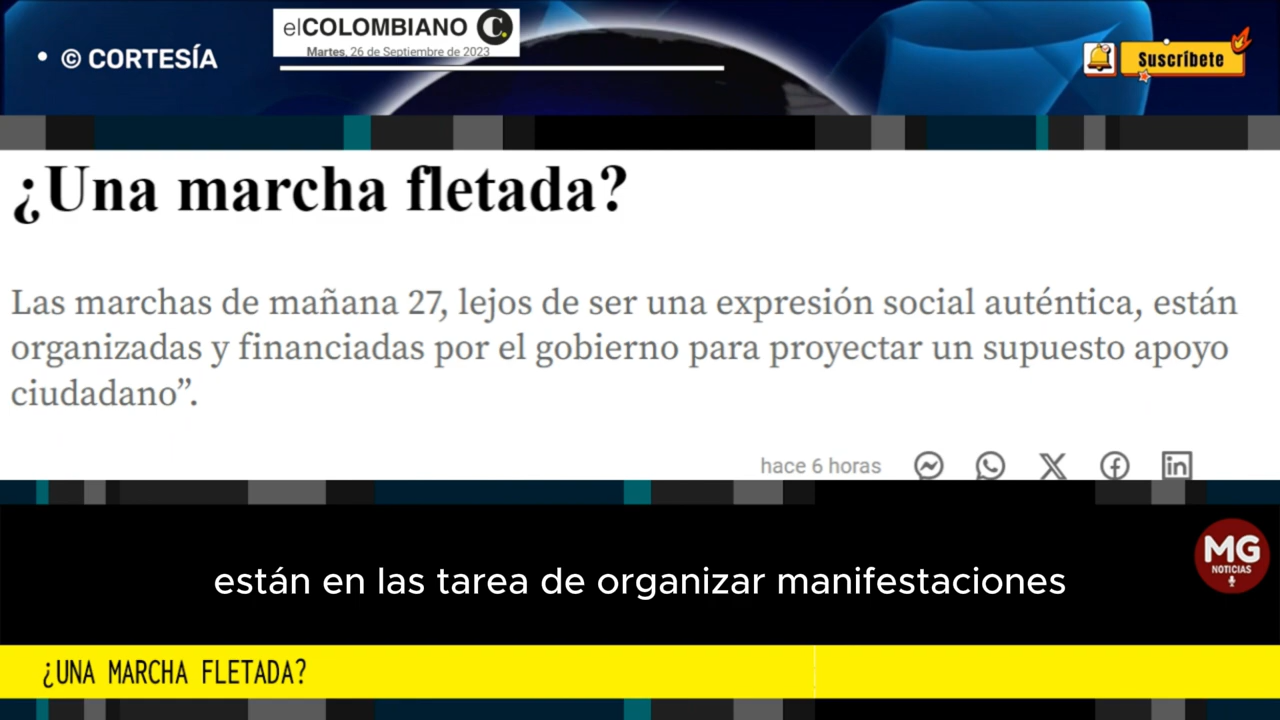 • © CORTESÍA
elCOLOMBIANO C.
Martes, 26 de Septiembre de 2023
Suscríbete
¿Una marcha fletada?
Las marchas de mañana 27, lejos de ser una expresión social auténtica, están
organizadas y financiadas por el gobierno para proyectar un supuesto apoyo
ciudadano”.
hace 6 horas
in
están en las tarea de organizar manifestaciones
MG
NOTICIAS
¿UNA MARCHA FLETADA?